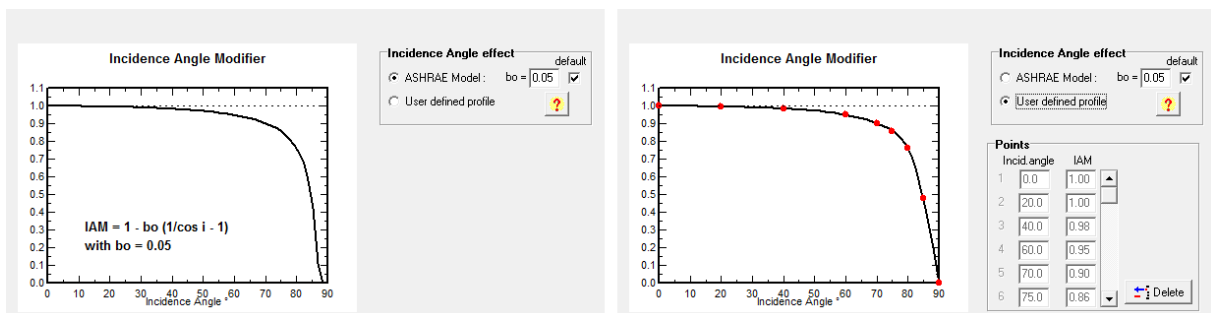 Incidence Angle Modifier
1.1
1.0
0.9
0.8
0.7
0.6
0.5
0.4
0.3
0.2
0.1
0.0
IAM = 1 - bo (1/cos i - 1)
with bo = 0.05
0 10 20 30 40 50 60 70 80 90
Incidence Angle °
Incidence Angle effect
default
ASHRAE Model : bo = 0.05
User defined profile
?
Incidence Angle Modifier
1.1
1.0
0.9
0.8
0.7
0.6
0.5
0.4
0.3
0.2
0.1
0.0
0 10 20 30 40 50 60 70 80 90
Incidence Angle °
Incidence Angle effect
default
ASHRAE Model : bo = 0.05
User defined profile
?
Points
Incid.angle IAM
1 0.0 1.00
2 20.0 1.00
3 40.0 0.98
4 60.0 0.95
5 70.0 0.90
6 75.0 0.86
Delete